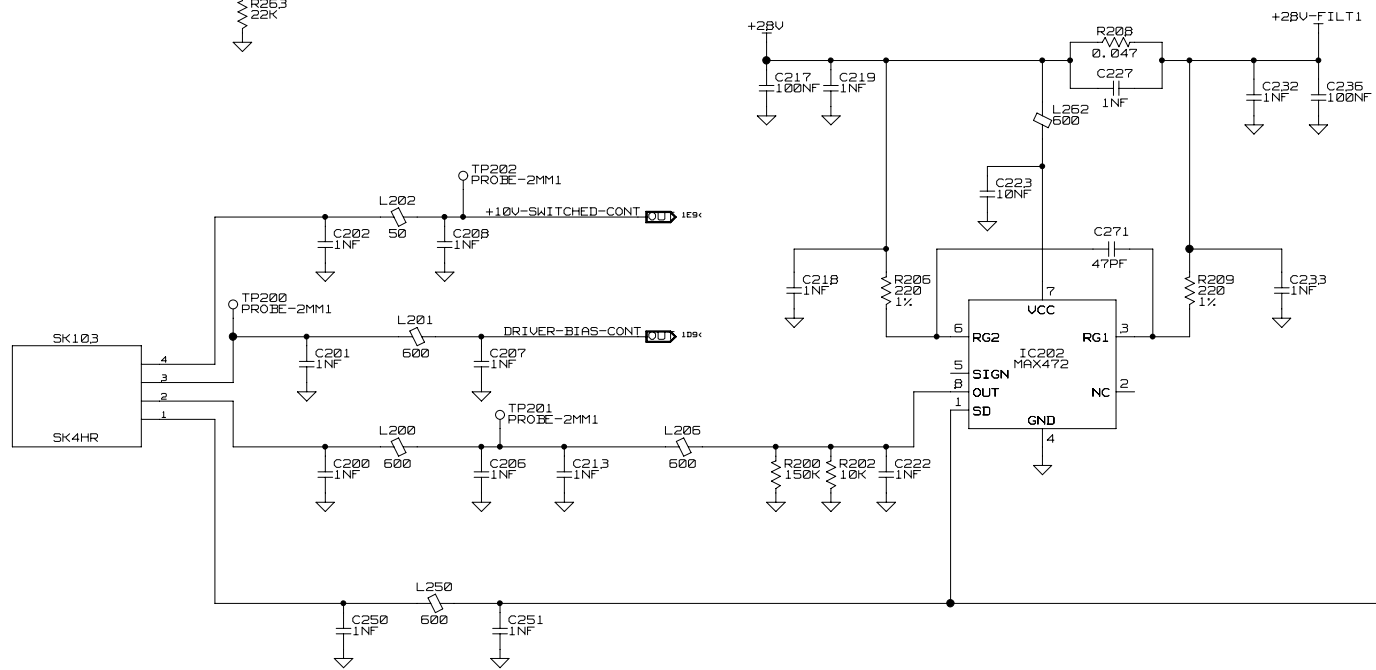 R263
22K
+28V
+28V-FILT1
R208
0.047
C227
1NF
C217
100NF
C219
1NF
C232
1NF
C236
100NF
L262
600
TP202
PROBE-2MM1
L202
50
+10V-SWITCHED-CONT
OUT
1E9<
C202
1NF
C208
1NF
C223
10NF
C271
47PF
C218
1NF
R206
220
1%
R209
220
1%
C233
1NF
TP200
PROBE-2MM1
L201
600
DRIVER-BIAS-CONT
OUT
1D9<
C201
1NF
C207
1NF
7
VCC
6
RG2
RG1
3
IC202
MAX472
5
SIGN
8
OUT
NC
2
1
SD
GND
4
SK103
4
3
2
1
SK4HR
TP201
PROBE-2MM1
L200
600
L206
600
C200
1NF
C206
1NF
C213
1NF
R200
150K
R202
10K
C222
1NF
L250
600
C250
1NF
C251
1NF